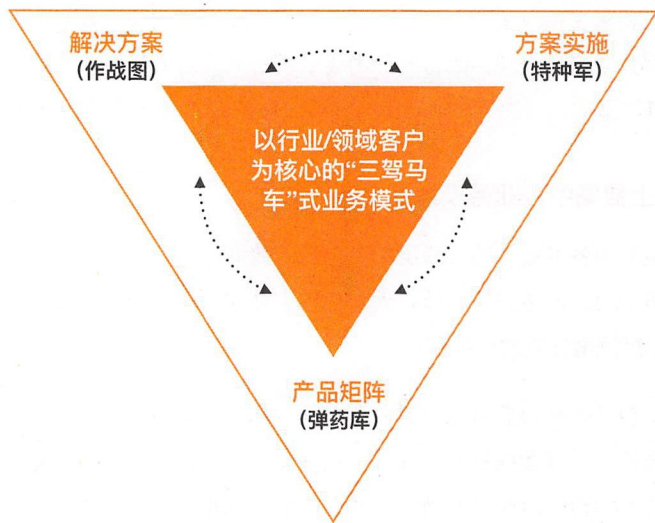 解决方案
（作战图）
方案实施
（特种军）
以行业/领域客户
为核心的“三驾马
车”式业务模式
产品矩阵
（弹药库）